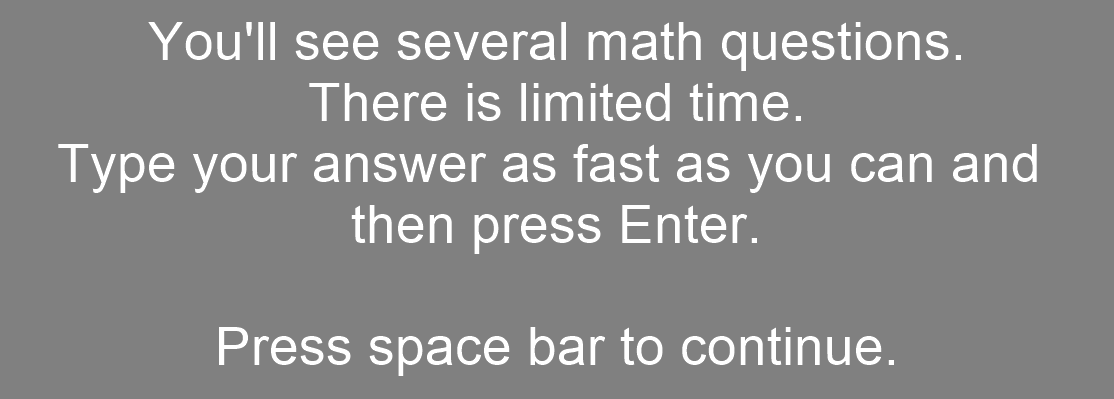 You'll see several math questions.
There is limited time.
Type your answer as fast as you can and
then press Enter.
Press space bar to continue.